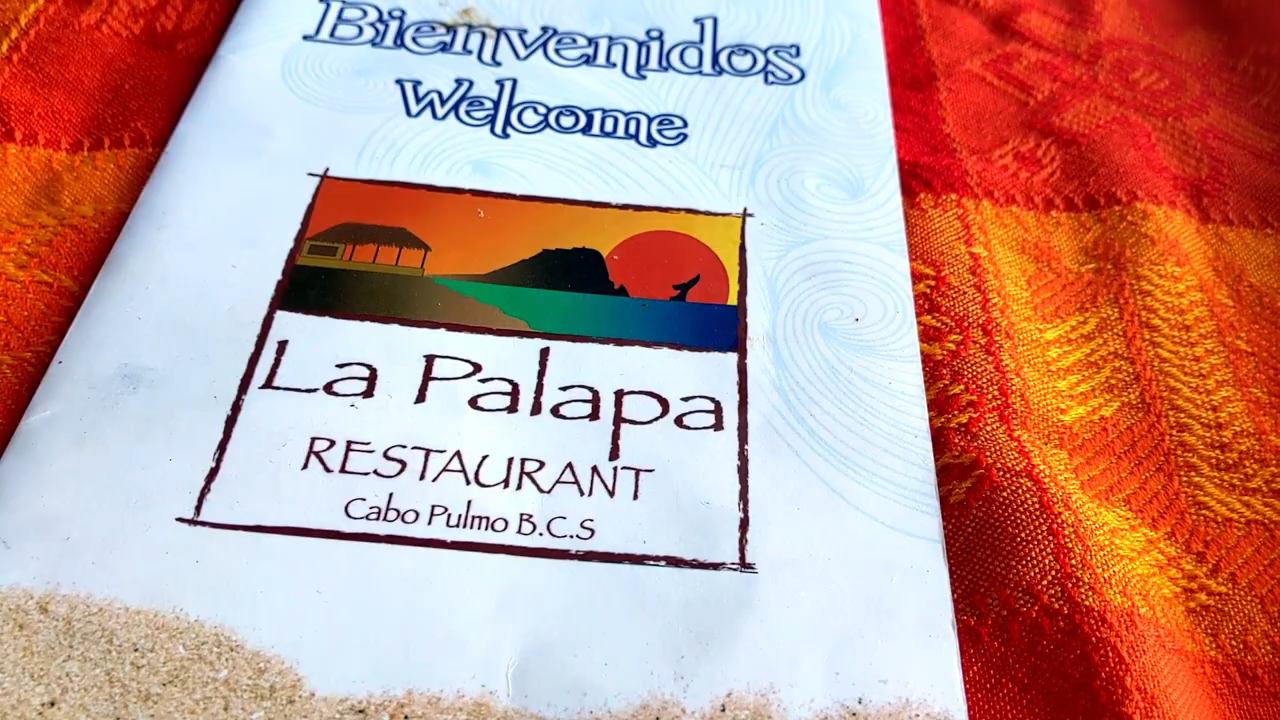 Bienvenidos
Welcome
La Palapa
RESTAURANT
Cabo Pulmo B.C.S